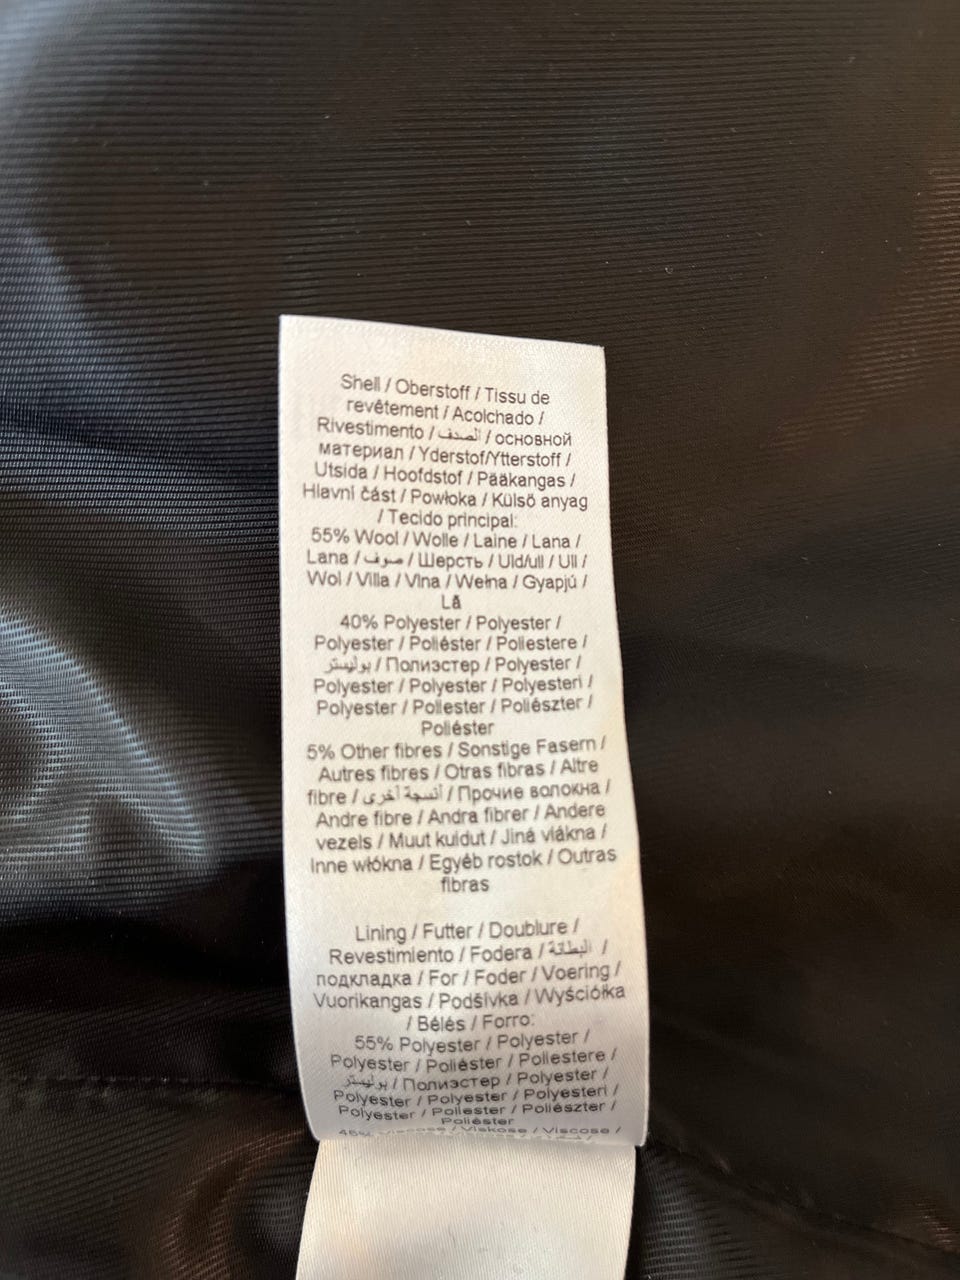 Shell / Oberstoff / Tissu de
revêtement / Acolchado /
Rivestimento / الصدف / основной
материал / Yderstof/Ytterstoff /
Utsida / Hoofdstof / Pääkangas /
Hlavní část / Powłoka / Külsö anyag
/ Tecido principal:
55% Wool / Wolle / Laine / Lana /
Lana / صوف / Шерсть / Uld/ull / Ull /
Wol / Villa / Vlna / Wełna / Gyapjú /
Lã
40% Polyester / Polyester /
Polyester / Poliéster / Poliestere /
بوليستر / Полиэстер / Polyester /
Polyester / Polyester / Polyesteri /
Polyester / Poliester / Poliészter /
Poliéster
5% Other fibres / Sonstige Fasern /
Autres fibres / Otras fibras / Altre
fibre / أنسجة أخرى / Прочие волокна /
Andre fibre / Andra fibrer / Andere
vezels / Muut kuidut / Jiná vlákna /
Inne włókna / Egyéb rostok / Outras
fibras
Lining / Futter / Doublure /
Revestimiento / Fodera / البطانة /
подкладка / For / Foder / Voering /
Vuorikangas / Podšívka / Wyściółka
/ Bélés / Forro:
55% Polyester / Polyester /
Polyester / Poliéster / Poliestere /
بوليستر / Полиэстер / Polyester /
Polyester / Polyester / Polyesteri /
Polyester / Poliester / Poliészter /
Poliéster
45% Viscose / Viskose / Viscose /